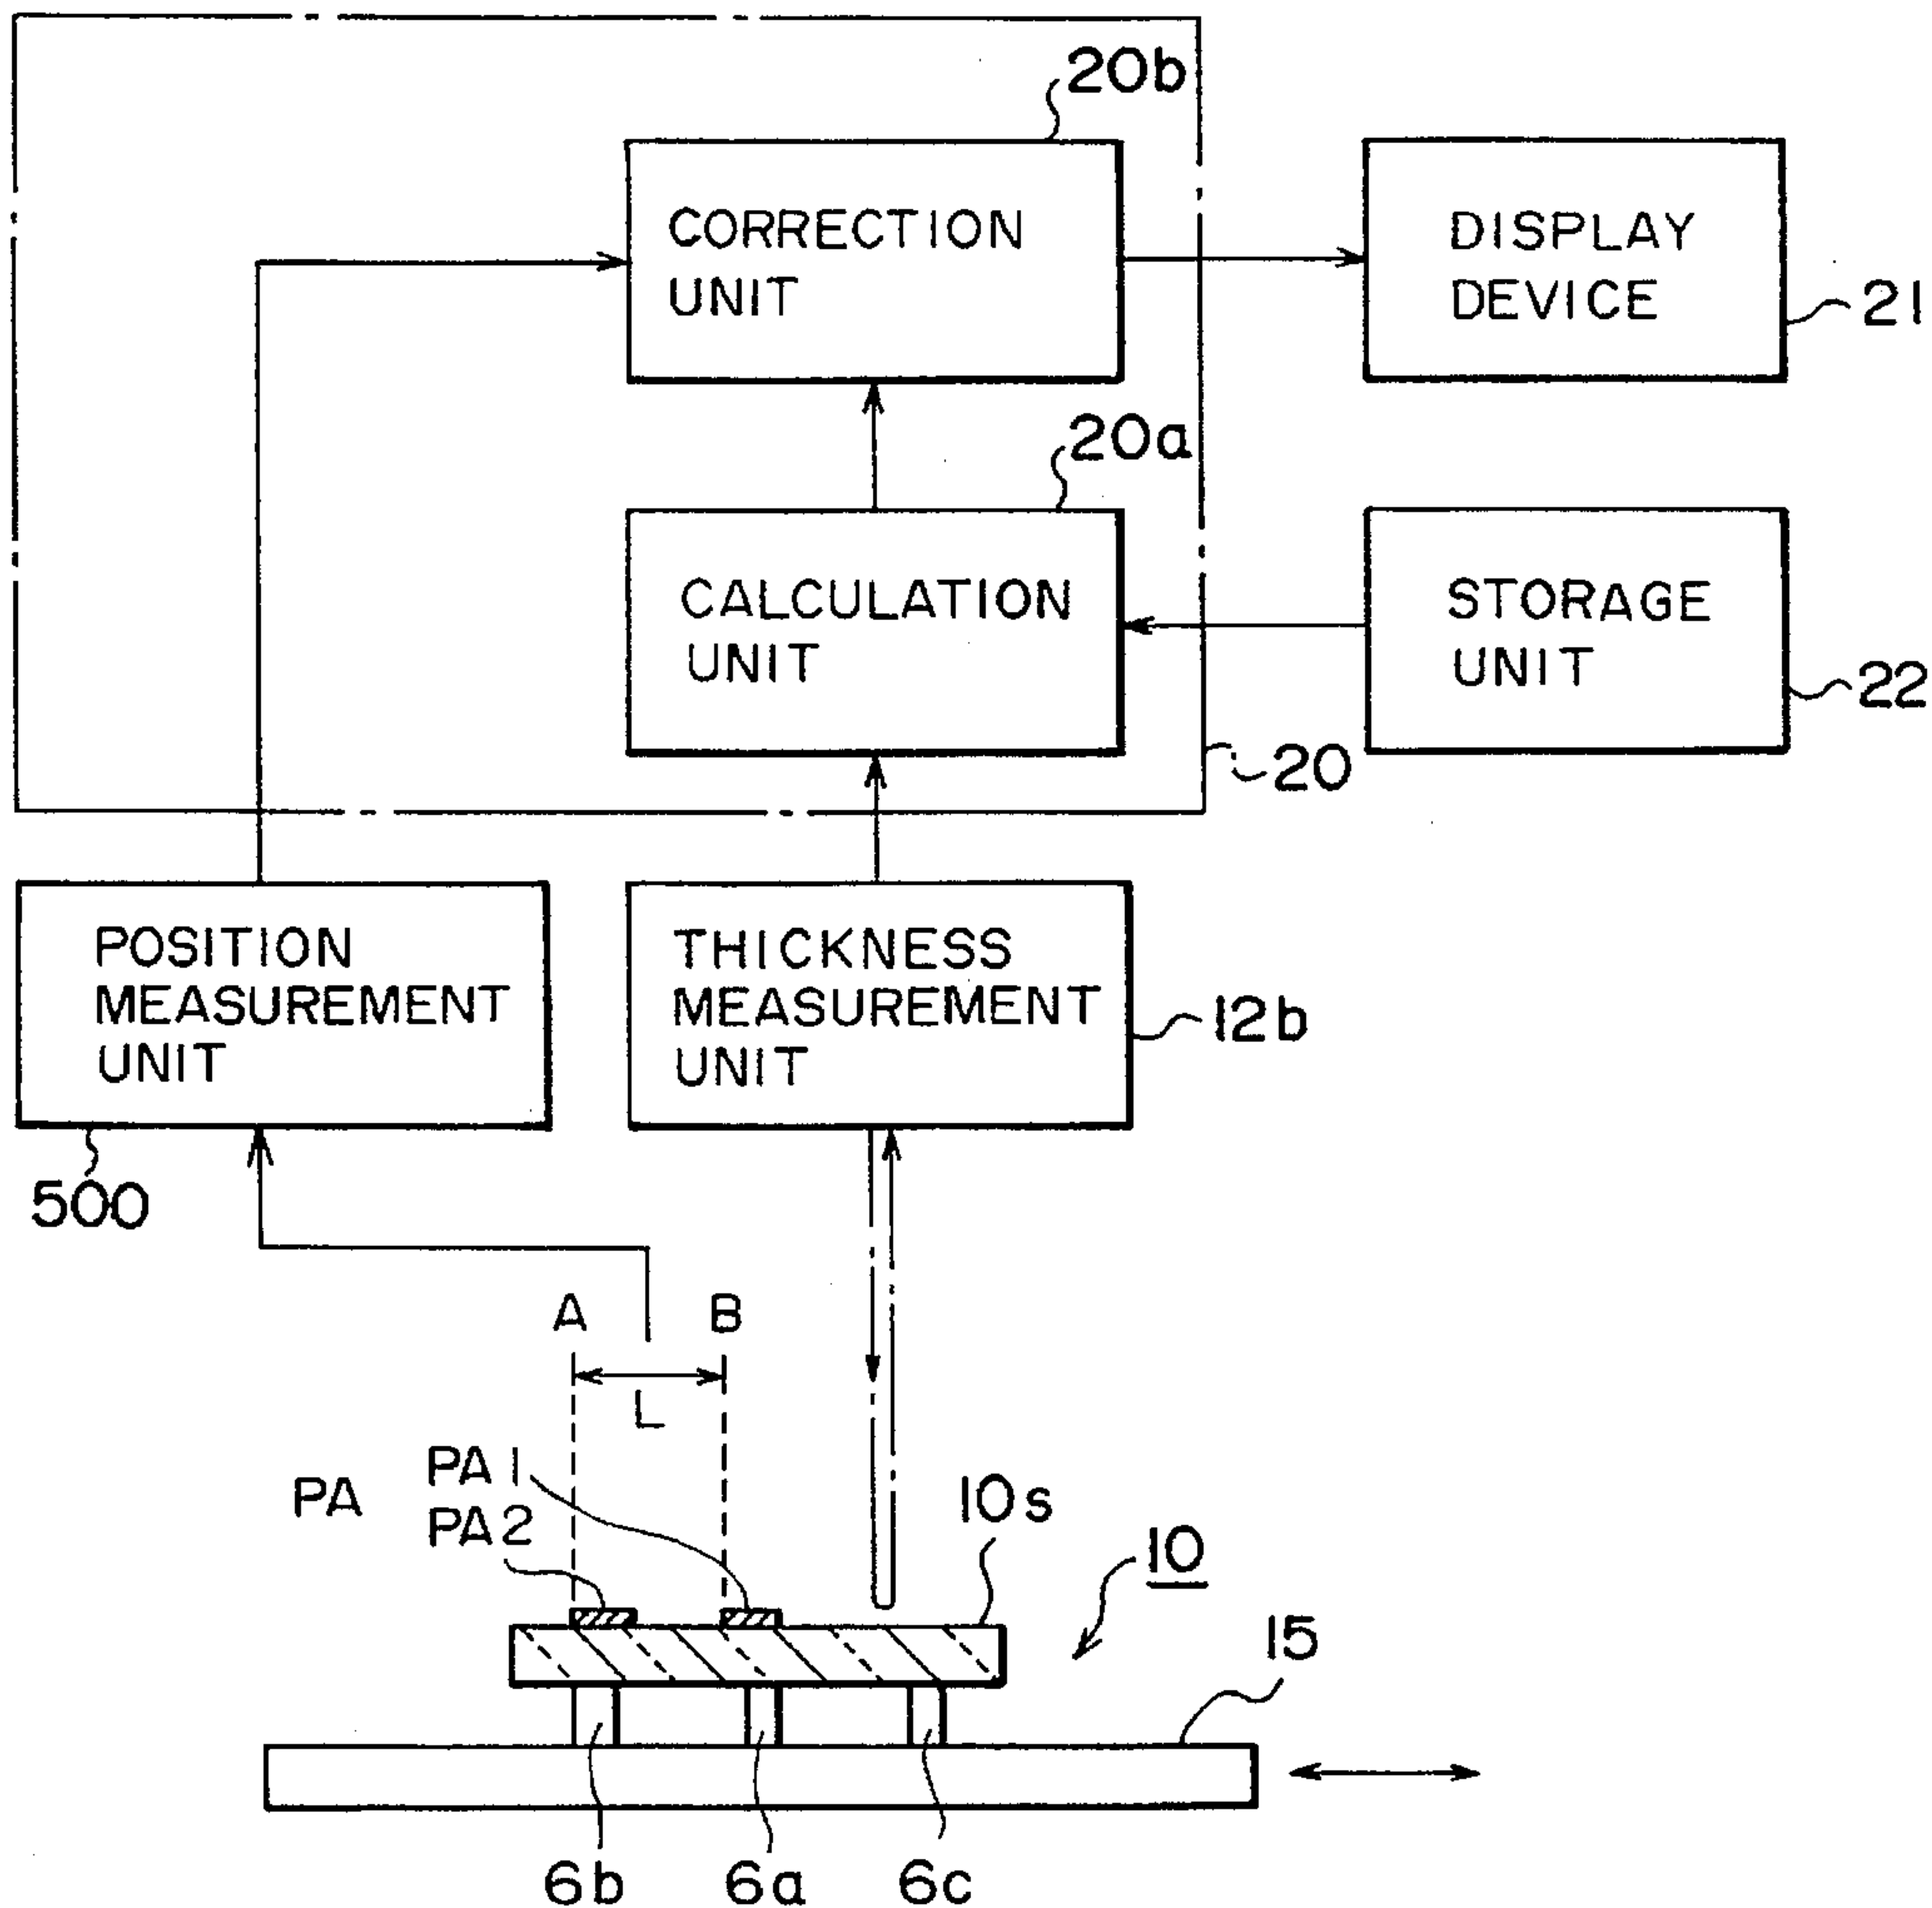 20b
CORRECTION
UNIT
DISPLAY
DEVICE
21
20a
CALCULATION
UNIT
STORAGE
UNIT
22
20
POSITION
MEASUREMENT
UNIT
THICKNESS
MEASUREMENT
UNIT
12b
500
A
B
L
PA
PA1
PA2
10s
10
15
6b
6a
6c